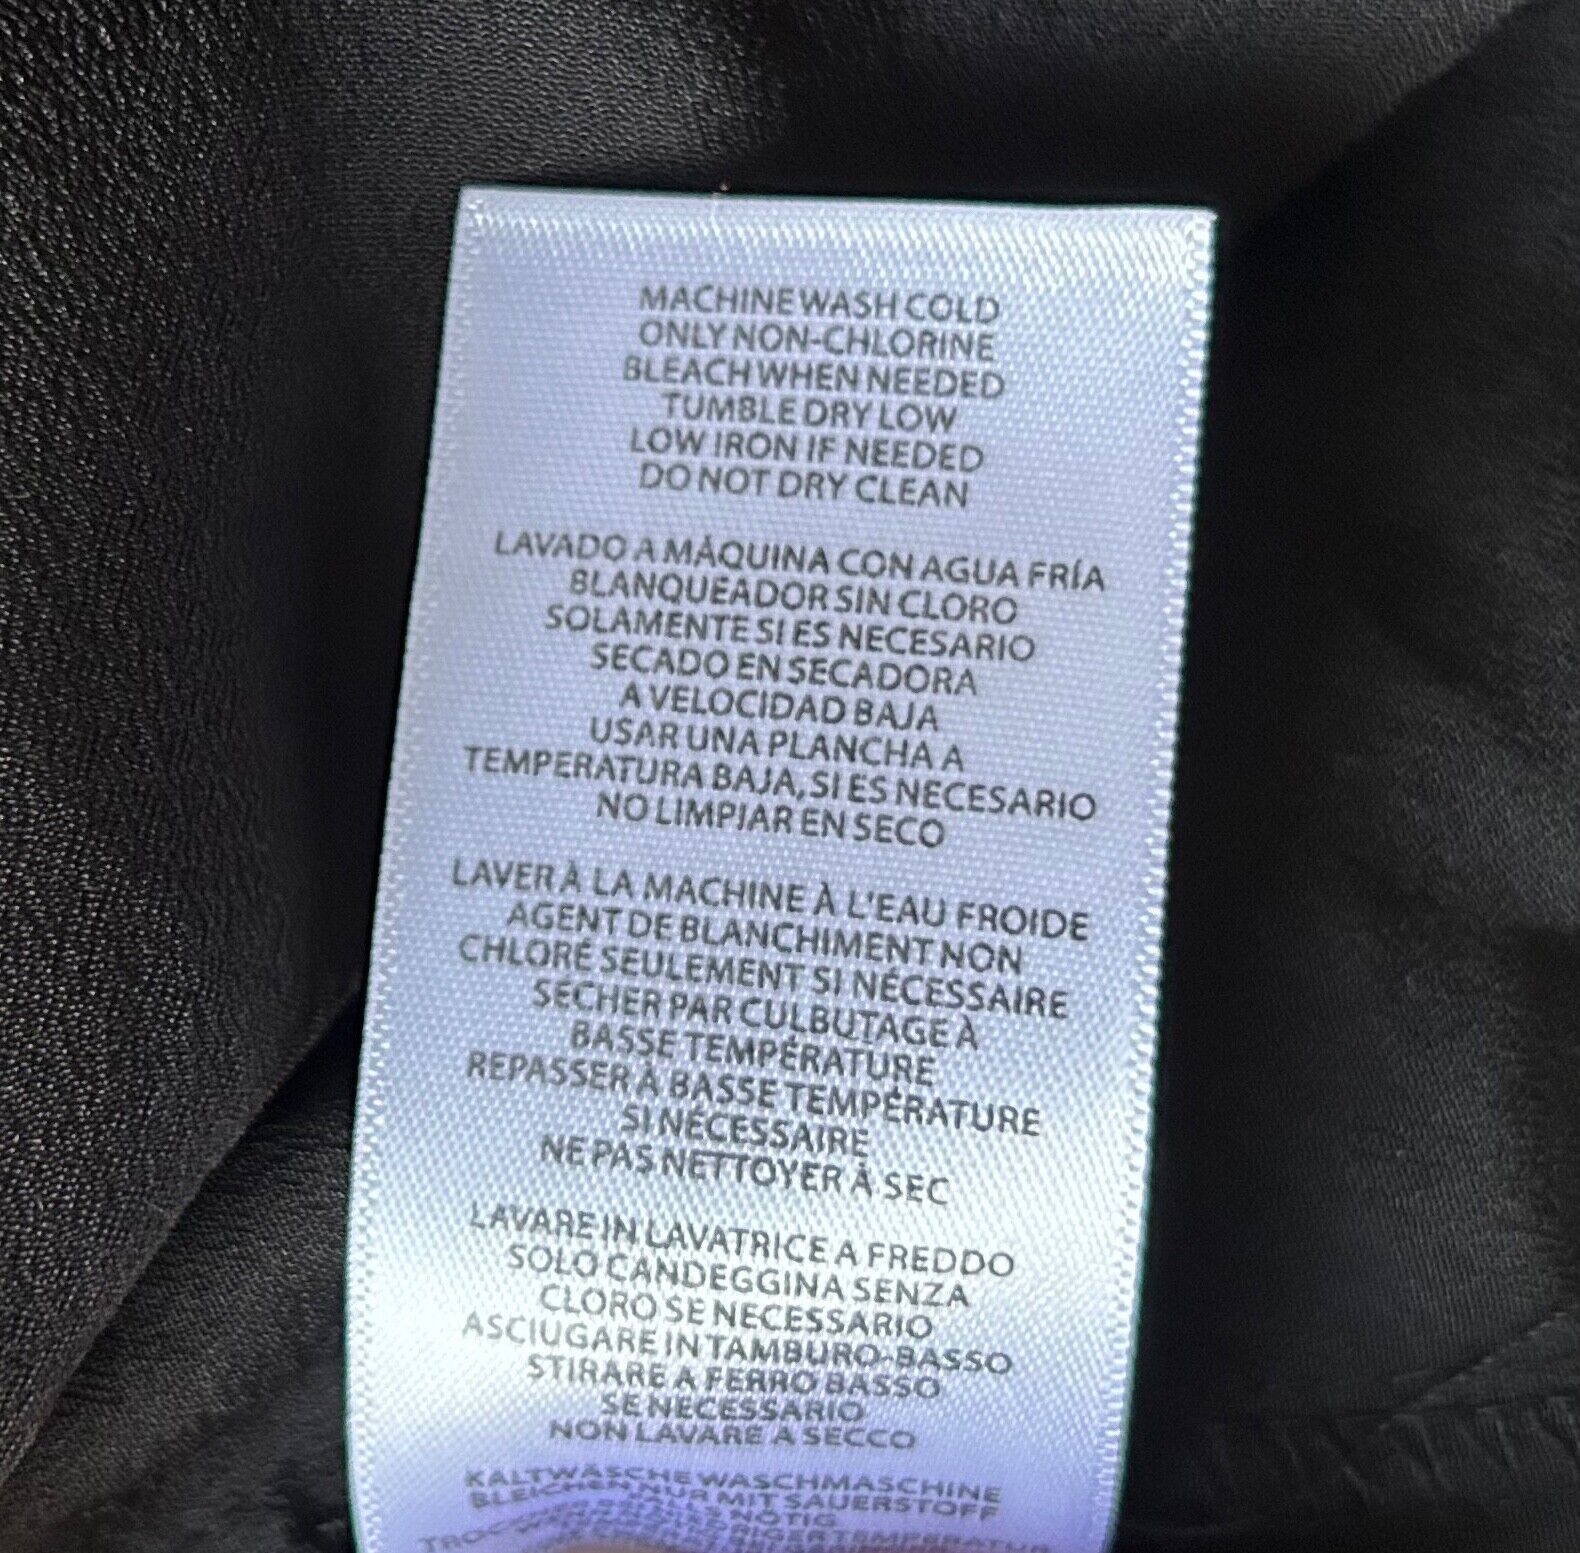 MACHINE WASH COLD
ONLY NON-CHLORINE
BLEACH WHEN NEEDED
TUMBLE DRY LOW
LOW IRON IF NEEDED
DO NOT DRY CLEAN
LAVADO A MÁQUINA CON AGUA FRÍA
BLANQUEADOR SIN CLORO
SOLAMENTE SI ES NECESARIO
SECADO EN SECADORA
A VELOCIDAD BAJA
USAR UNA PLANCHA A
TEMPERATURA BAJA, SI ES NECESARIO
NO LIMPIAR EN SECO
LAVER À LA MACHINE À L'EAU FROIDE
AGENT DE BLANCHIMENT NON
CHLORÉ SEULEMENT SI NÉCESSAIRE
SÉCHER PAR CULBUTAGE À
BASSE TEMPÉRATURE
REPASSER À BASSE TEMPÉRATURE
SI NÉCESSAIRE
NE PAS NETTOYER À SEC
LAVARE IN LAVATRICE A FREDDO
SOLO CANDEGGINA SENZA
CLORO SE NECESSARIO
ASCIUGARE IN TAMBURO-BASSO
STIRARE A FERRO BASSO
SE NECESSARIO
NON LAVARE A SECCO
KALTWÄSCHE WASCHMASCHINE
BLEICHEN NUR MIT SAUERSTOFF
NÖTIG